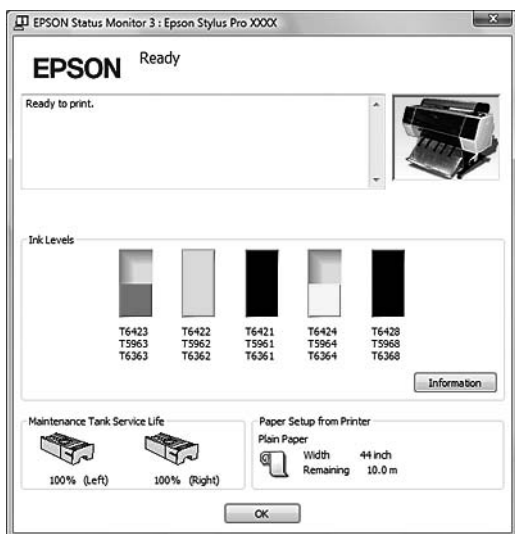 EPSON Status Monitor 3 : Epson Stylus Pro XXXX
EPSON
Ready
Ready to print.
Ink Levels
T6423 T6422 T6421 T6424 T6428
T5963 T5962 T5961 T5964 T5968
T6363 T6362 T6361 T6364 T6368
Information
Maintenance Tank Service Life
100% (Left) 100% (Right)
Paper Setup from Printer
Plain Paper
Width 44 inch
Remaining 10.0 m
OK